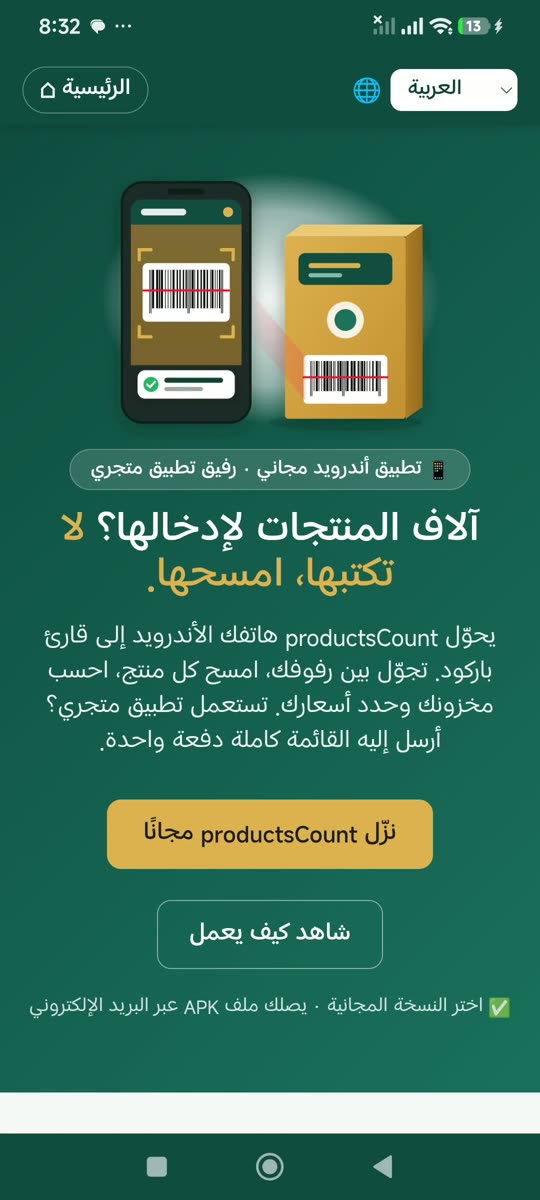 8:32
13
العربية
الرئيسية
تطبيق أندرويد مجاني · رفيق تطبيق متجري
آلاف المنتجات لإدخالها؟ لا
تكتبها، امسحها.
يحوّل productsCount هاتفك الأندرويد إلى قارئ
باركود. تجوّل بين رفوفك، امسح كل منتج، احسب
مخزونك وحدد أسعارك. تستعمل تطبيق متجري؟
أرسل إليه القائمة كاملة دفعة واحدة.
نزّل productsCount مجانًا
شاهد كيف يعمل
✅ اختر النسخة المجانية · يصلك ملف APK عبر البريد الإلكتروني